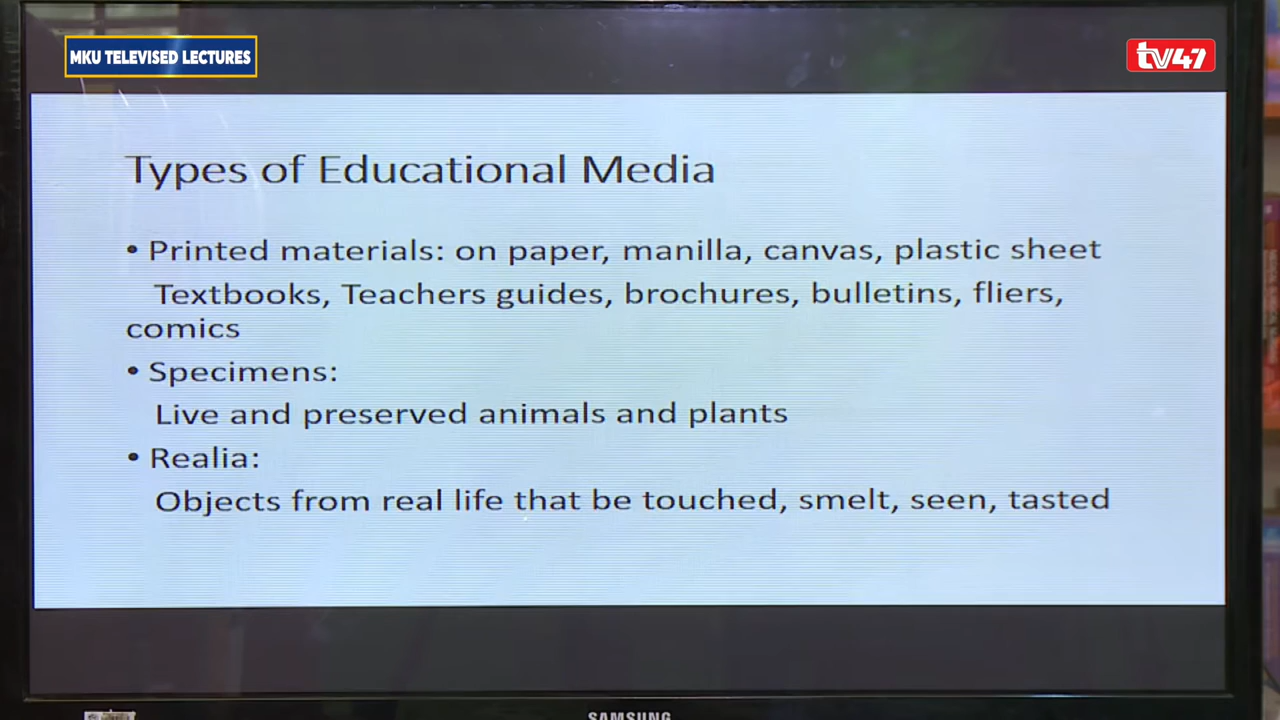 MKU TELEVISED LECTURES
tv47
Types of Educational Media
• Printed materials: on paper, manilla, canvas, plastic sheet
Textbooks, Teachers guides, brochures, bulletins, fliers,
comics
• Specimens:
Live and preserved animals and plants
• Realia:
Objects from real life that be touched, smelt, seen, tasted
SAMSUNG